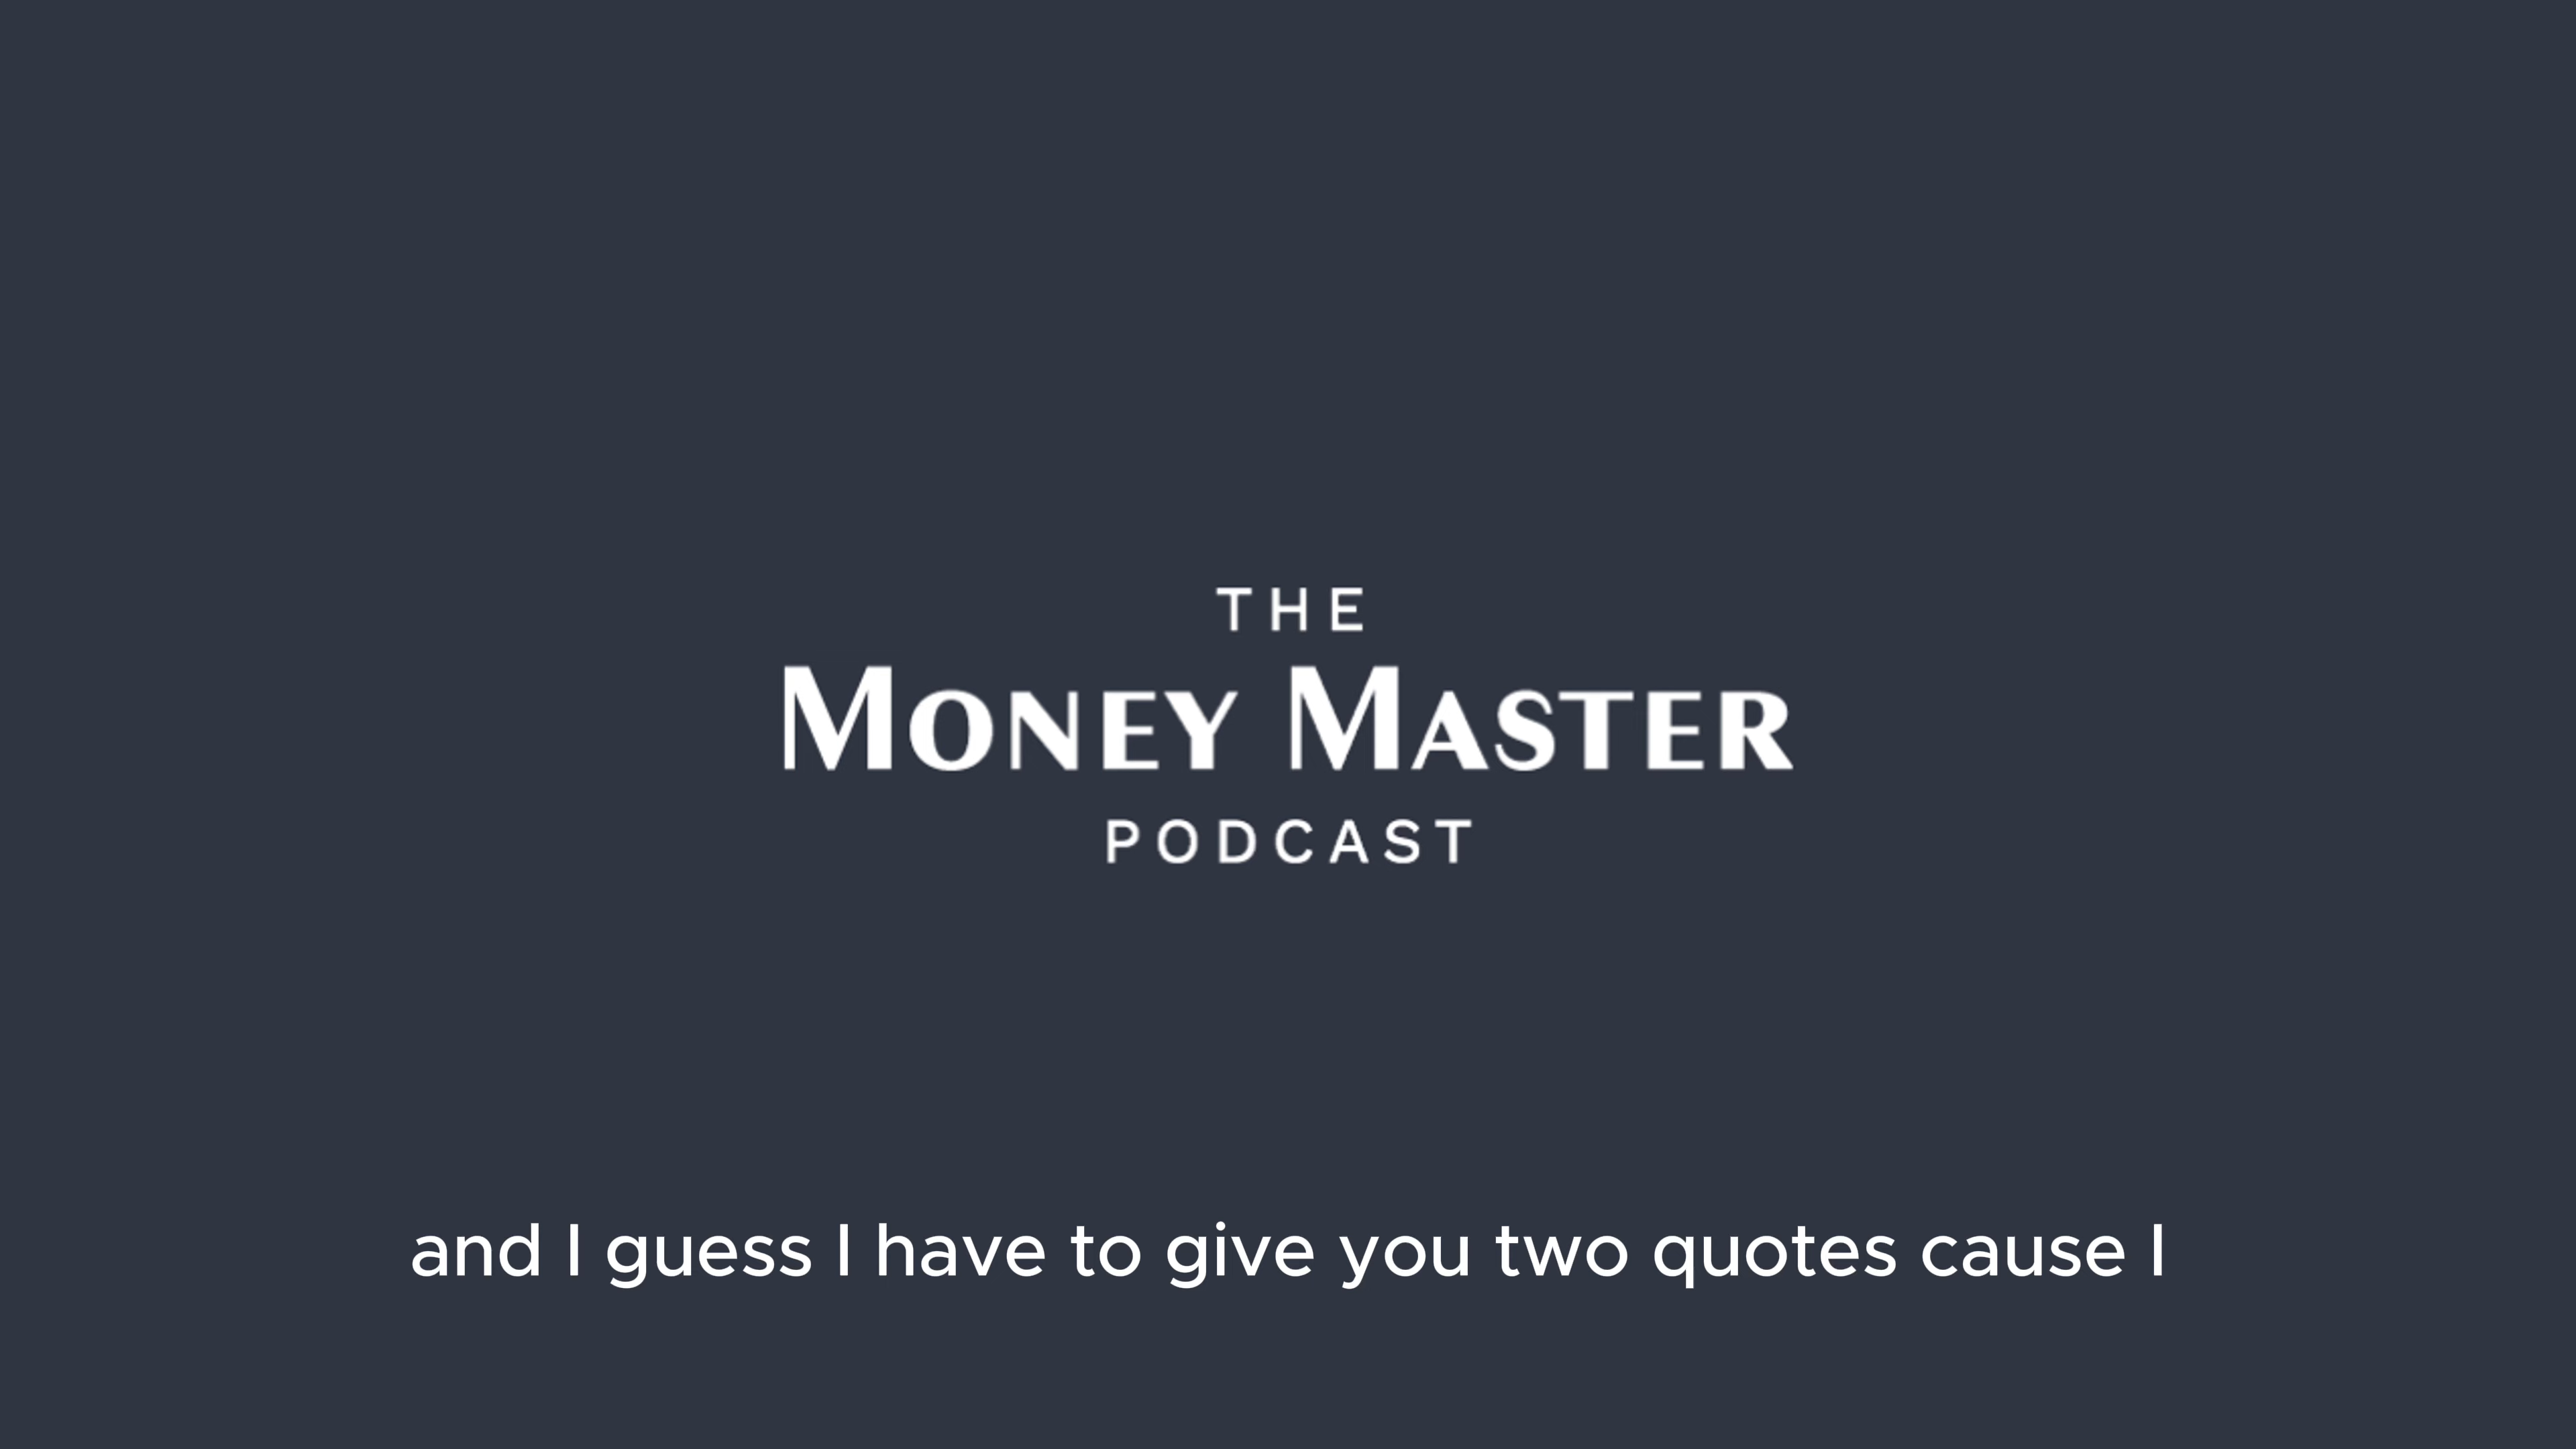 THE
MONEY MASTER
PODCAST
and I guess I have to give you two quotes cause I